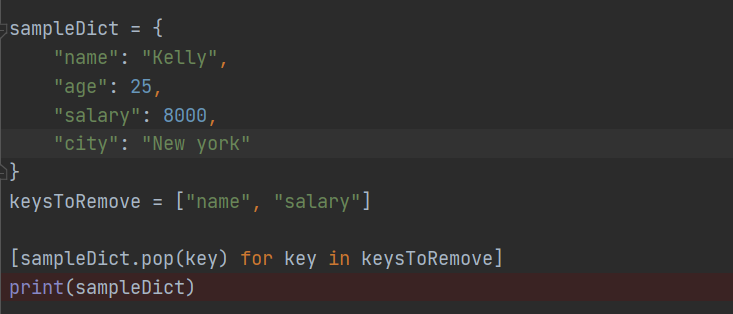 sampleDict = {
    "name": "Kelly",
    "age": 25,
    "salary": 8000,
    "city": "New york"
}
keysToRemove = ["name", "salary"]

[sampleDict.pop(key) for key in keysToRemove]
print(sampleDict)